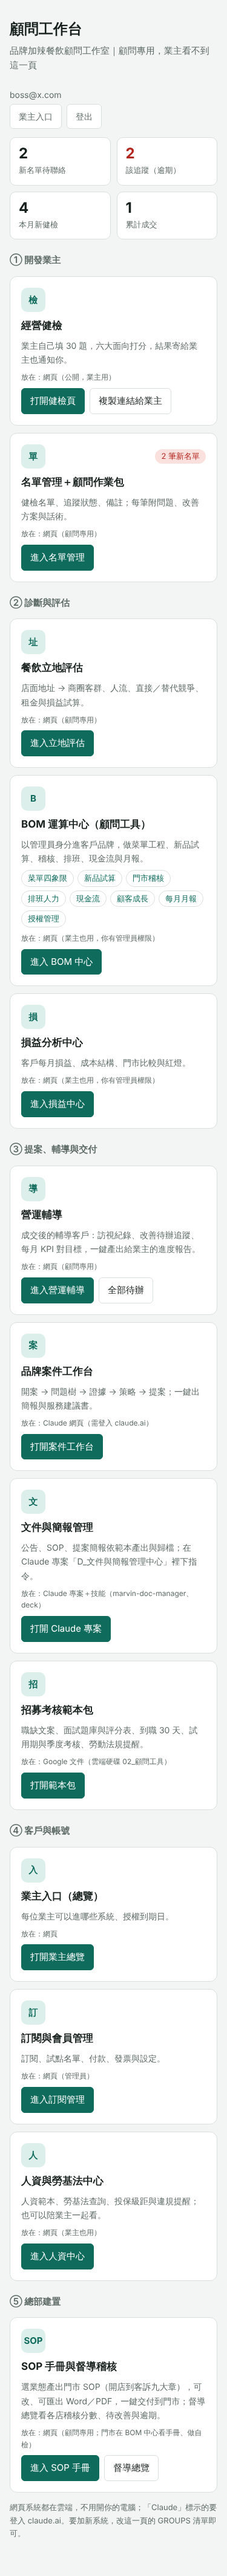 顧問工作台
品牌加辣餐飲顧問工作室｜顧問專用，業主看不到
這一頁
boss@x.com
業主入口
登出
2
新名單待聯絡
2
該追蹤（逾期）
4
本月新健檢
1
累計成交
① 開發業主
檢
經營健檢
業主自己填 30 題，六大面向打分，結果寄給業
主也通知你。
放在：網頁（公開，業主用）
打開健檢頁
複製連結給業主
單
2 筆新名單
名單管理＋顧問作業包
健檢名單、追蹤狀態、備註；每筆附問題、改善
方案與話術。
放在：網頁（顧問專用）
進入名單管理
② 診斷與評估
址
餐飲立地評估
店面地址 → 商圈客群、人流、直接／替代競爭、
租金與損益試算。
放在：網頁（顧問專用）
進入立地評估
B
BOM 運算中心（顧問工具）
以管理員身分進客戶品牌，做菜單工程、新品試
算、稽核、排班、現金流與月報。
菜單四象限
新品試算
門市稽核
排班人力
現金流
顧客成長
每月月報
授權管理
放在：網頁（業主也用，你有管理員權限）
進入 BOM 中心
損
損益分析中心
客戶每月損益、成本結構、門市比較與紅燈。
放在：網頁（業主也用，你有管理員權限）
進入損益中心
③ 提案、輔導與交付
導
營運輔導
成交後的輔導客戶：訪視紀錄、改善待辦追蹤、
每月 KPI 對目標，一鍵產出給業主的進度報告。
放在：網頁（顧問專用）
進入營運輔導
全部待辦
案
品牌案件工作台
開案 → 問題樹 → 證據 → 策略 → 提案；一鍵出
簡報與服務建議書。
放在：Claude 網頁（需登入 claude.ai）
打開案件工作台
文
文件與簡報管理
公告、SOP、提案簡報依範本產出與歸檔；在
Claude 專案「D_文件與簡報管理中心」裡下指
令。
放在：Claude 專案＋技能（marvin-doc-manager、
deck）
打開 Claude 專案
招
招募考核範本包
職缺文案、面試題庫與評分表、到職 30 天、試
用期與季度考核、勞動法規提醒。
放在：Google 文件（雲端硬碟 02_顧問工具）
打開範本包
④ 客戶與帳號
入
業主入口（總覽）
每位業主可以進哪些系統、授權到期日。
放在：網頁
打開業主總覽
訂
訂閱與會員管理
訂閱、試點名單、付款、發票與設定。
放在：網頁（管理員）
進入訂閱管理
人
人資與勞基法中心
人資範本、勞基法查詢、投保級距與違規提醒；
也可以陪業主一起看。
放在：網頁（業主也用）
進入人資中心
⑤ 總部建置
SOP
SOP 手冊與督導稽核
選業態產出門市 SOP（開店到客訴九大章），可
改、可匯出 Word／PDF，一鍵交付到門市；督導
總覽看各店稽核分數、待改善與逾期。
放在：網頁（顧問專用；門市在 BOM 中心看手冊、做自
檢）
進入 SOP 手冊
督導總覽
網頁系統都在雲端，不用開你的電腦；「Claude」標示的要
登入 claude.ai。要加新系統，改這一頁的 GROUPS 清單即
可。